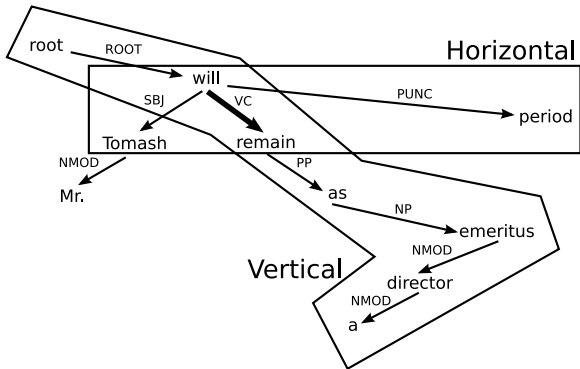 root
ROOT
Horizontal
will
PUNC
SBJ
VC
period
Tomash
remain
NMOD
PP
Mr.
as
NP
emeritus
NMOD
Vertical
director
NMOD
a